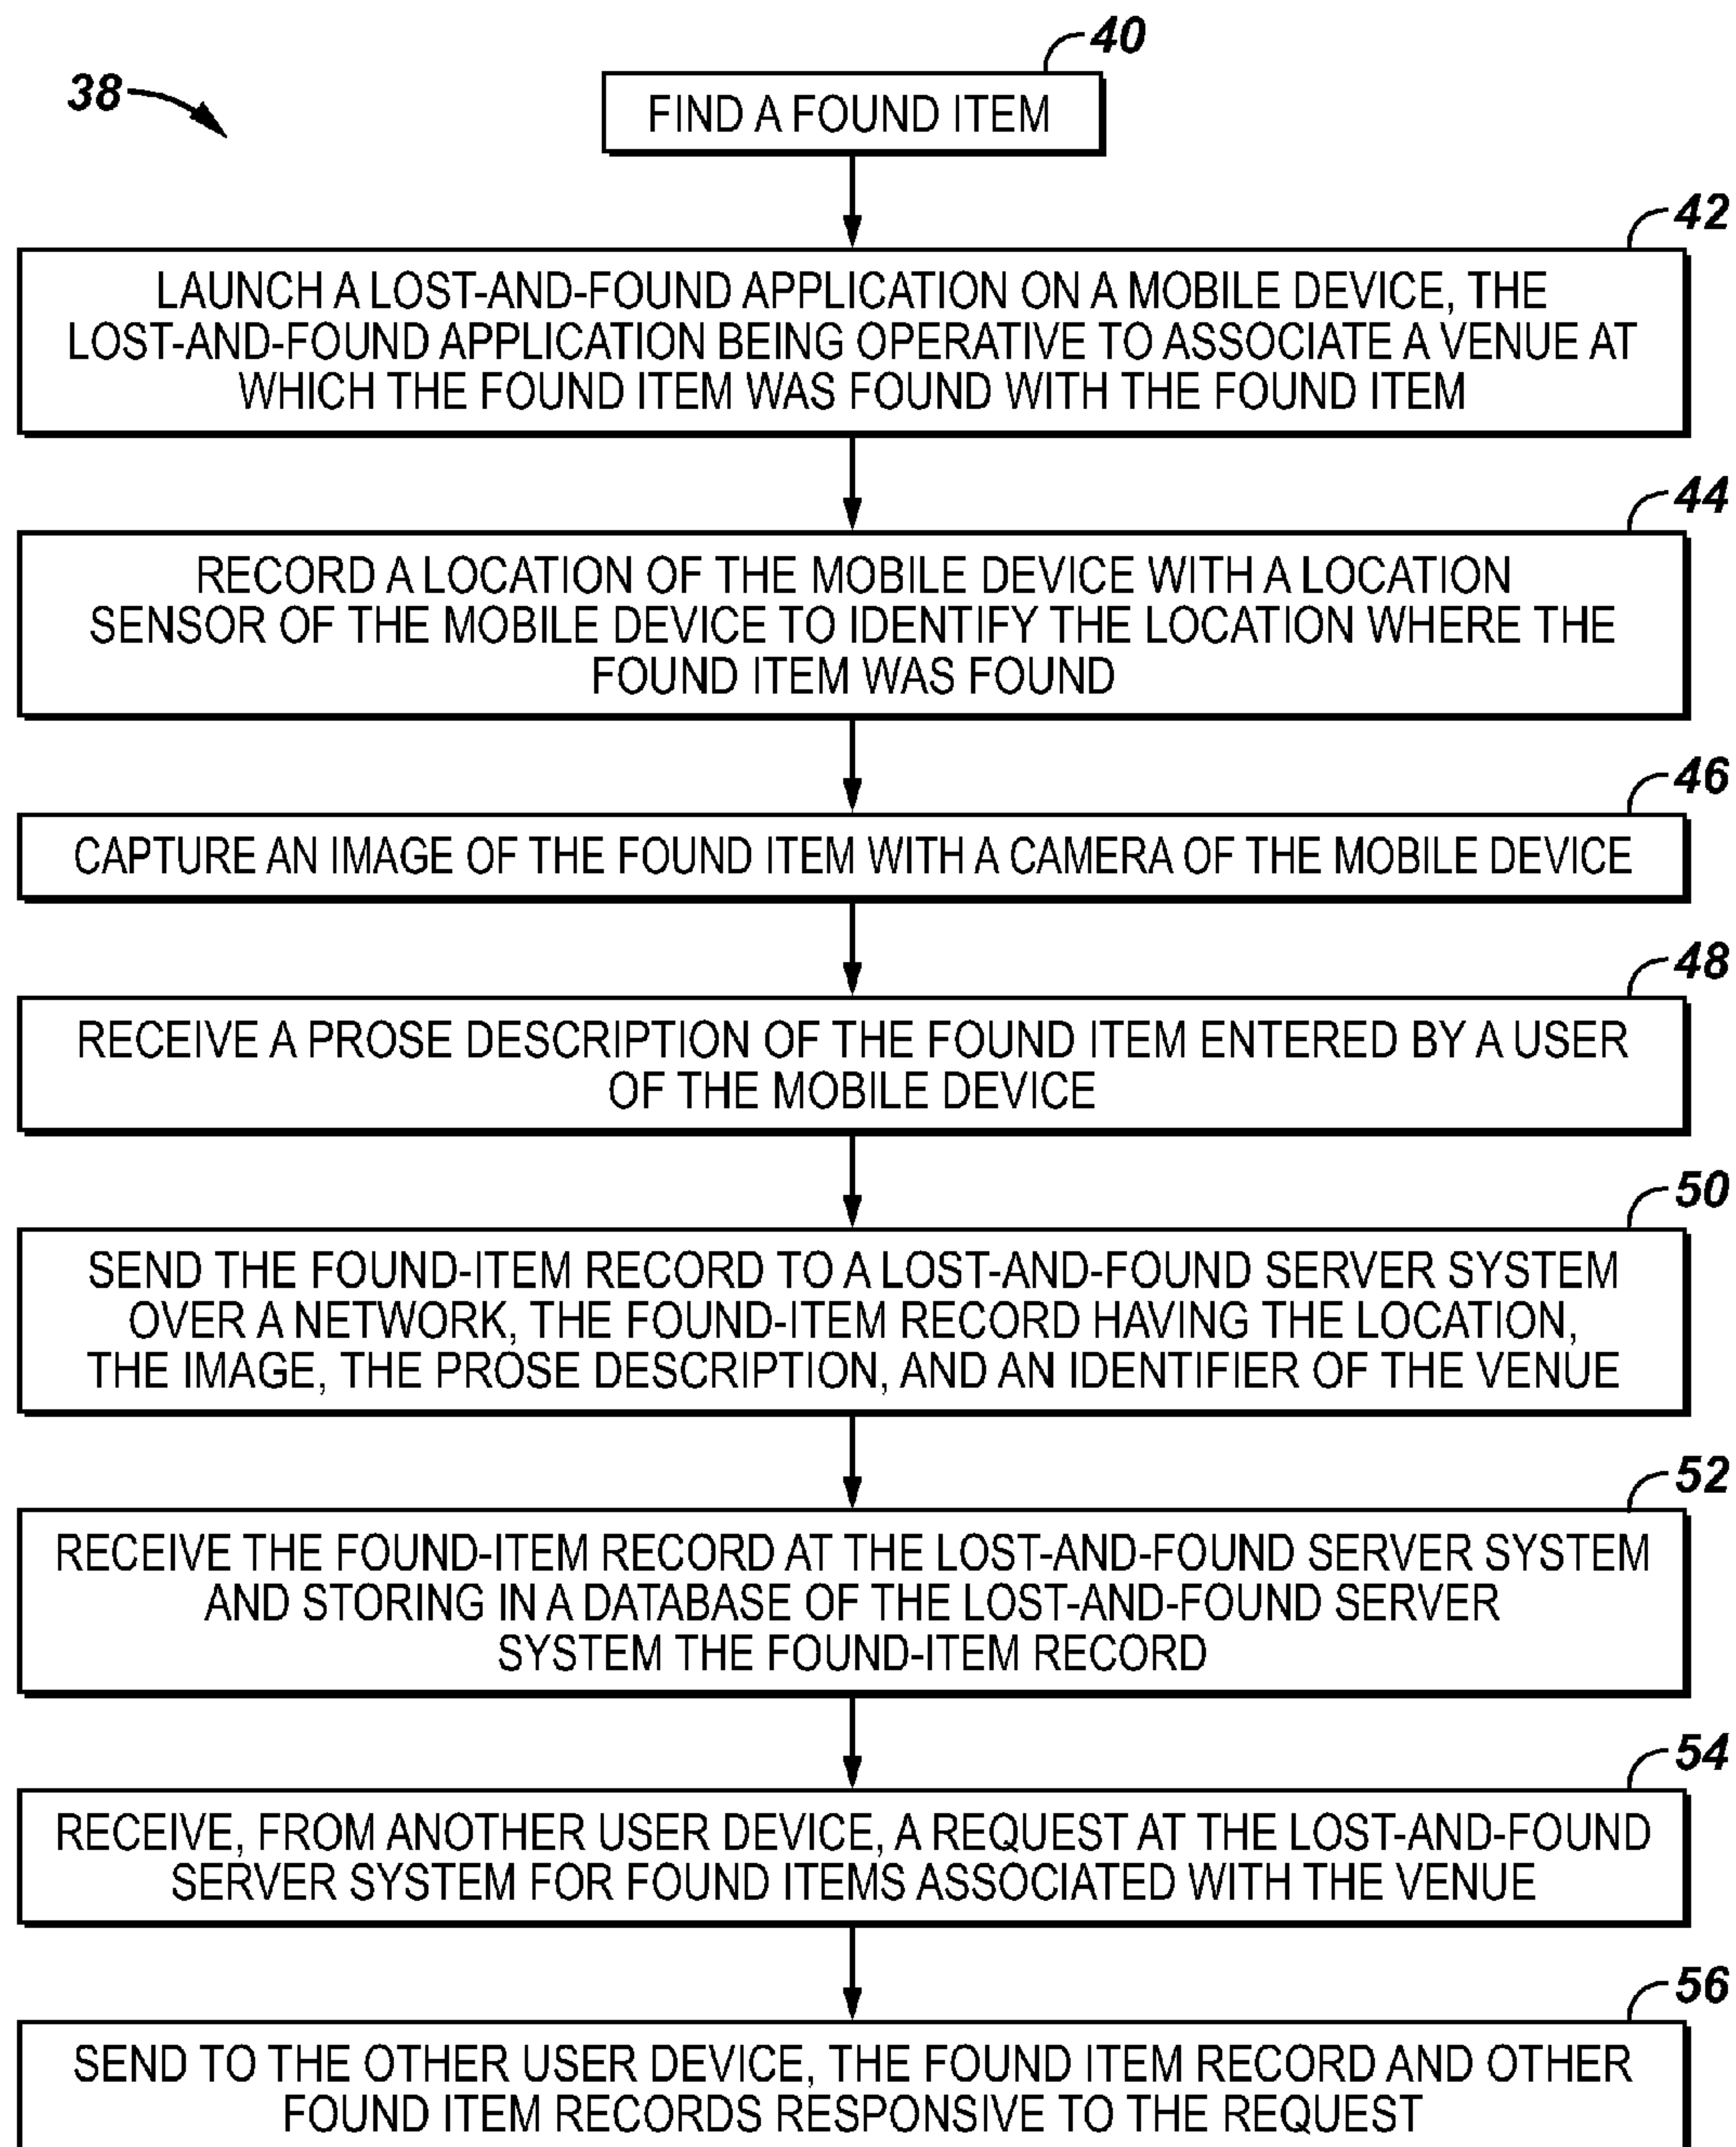 40
38
FIND A FOUND ITEM
42
LAUNCH A LOST-AND-FOUND APPLICATION ON A MOBILE DEVICE, THE
LOST-AND-FOUND APPLICATION BEING OPERATIVE TO ASSOCIATE A VENUE AT
WHICH THE FOUND ITEM WAS FOUND WITH THE FOUND ITEM
44
RECORD A LOCATION OF THE MOBILE DEVICE WITH A LOCATION
SENSOR OF THE MOBILE DEVICE TO IDENTIFY THE LOCATION WHERE THE
FOUND ITEM WAS FOUND
46
CAPTURE AN IMAGE OF THE FOUND ITEM WITH A CAMERA OF THE MOBILE DEVICE
48
RECEIVE A PROSE DESCRIPTION OF THE FOUND ITEM ENTERED BY A USER
OF THE MOBILE DEVICE
50
SEND THE FOUND-ITEM RECORD TO A LOST-AND-FOUND SERVER SYSTEM
OVER A NETWORK, THE FOUND-ITEM RECORD HAVING THE LOCATION,
THE IMAGE, THE PROSE DESCRIPTION, AND AN IDENTIFIER OF THE VENUE
52
RECEIVE THE FOUND-ITEM RECORD AT THE LOST-AND-FOUND SERVER SYSTEM
AND STORING IN A DATABASE OF THE LOST-AND-FOUND SERVER
SYSTEM THE FOUND-ITEM RECORD
54
RECEIVE, FROM ANOTHER USER DEVICE, A REQUEST AT THE LOST-AND-FOUND
SERVER SYSTEM FOR FOUND ITEMS ASSOCIATED WITH THE VENUE
56
SEND TO THE OTHER USER DEVICE, THE FOUND ITEM RECORD AND OTHER
FOUND ITEM RECORDS RESPONSIVE TO THE REQUEST